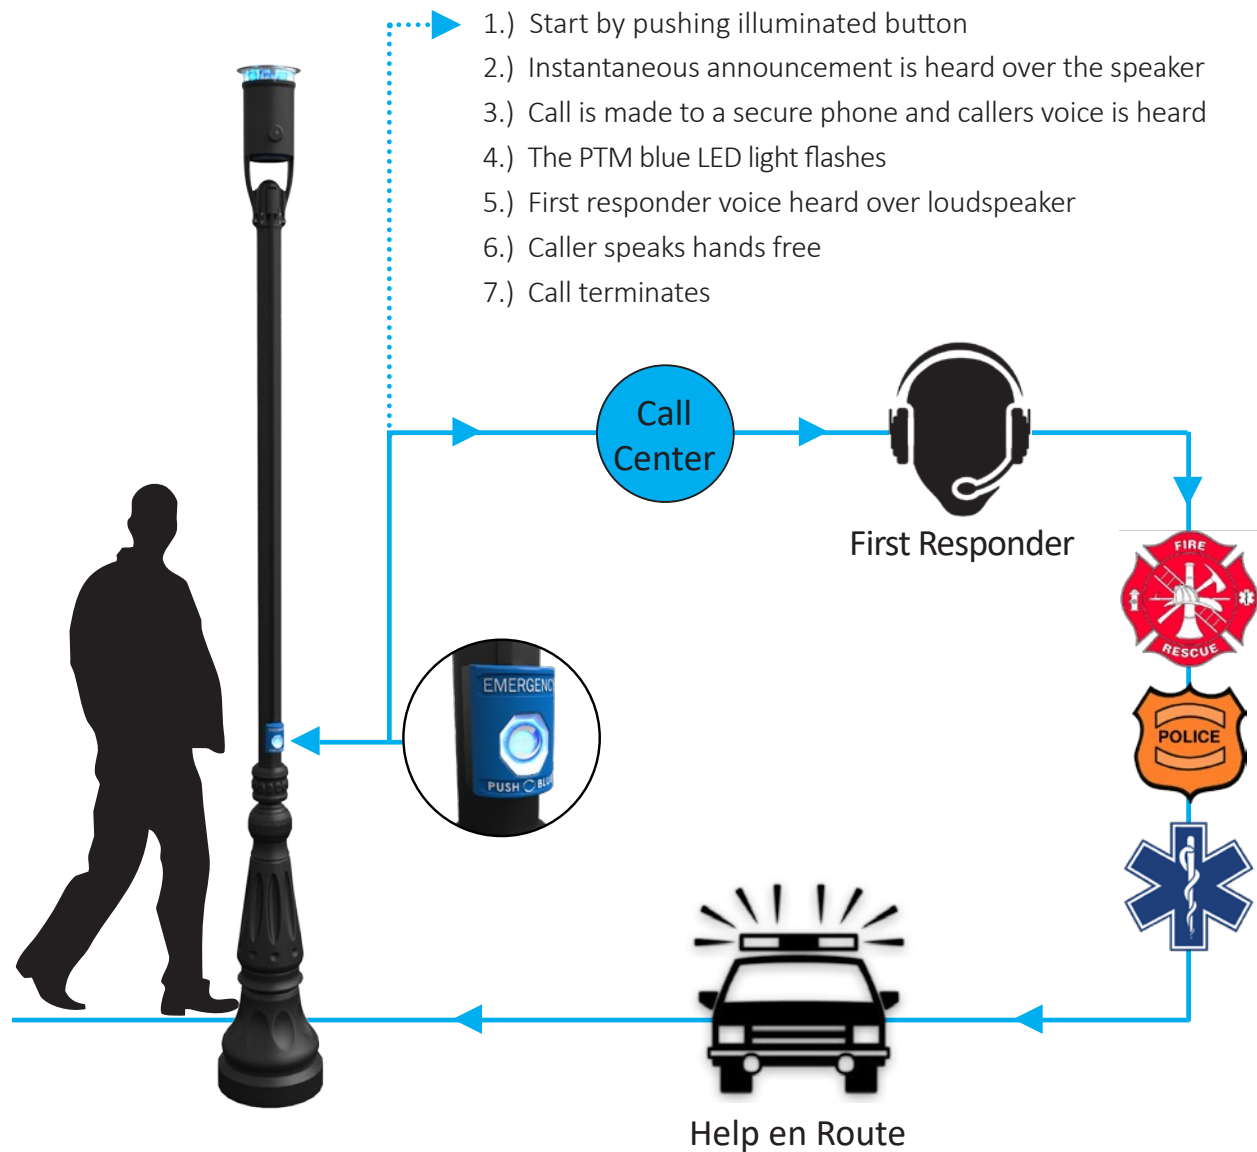 1.) Start by pushing illuminated button
2.) Instantaneous announcement is heard over the speaker
3.) Call is made to a secure phone and callers voice is heard
4.) The PTM blue LED light flashes
5.) First responder voice heard over loudspeaker
6.) Caller speaks hands free
7.) Call terminates
Call
Center
First Responder
FIRE
RESCUE
EMERGENC
PUSH
BLU
POLICE
Help en Route